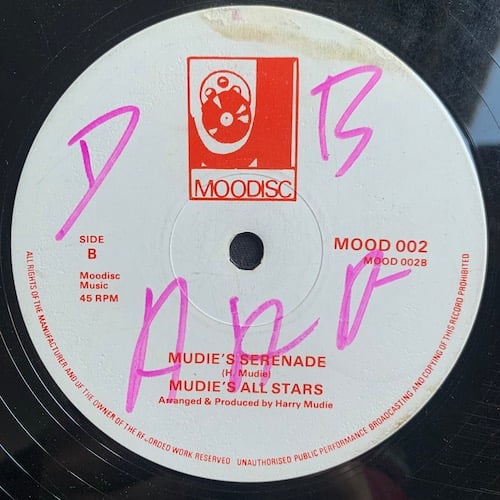 D B
MOODISC
SIDE
B
MOOD 002
MOOD 002B
Moodisc
Music
45 RPM
MUDIE'S SERENADE
(H. Mudie)
MUDIE'S ALL STARS
Arranged & Produced by Harry Mudie
ALL RIGHTS OF THE MANUFACTURER AND OF THE OWNER OF THE RECORDED WORK RESERVED UNAUTHORISED PUBLIC PERFORMANCE BROADCASTING AND COPYING OF THIS RECORD PROHIBITED